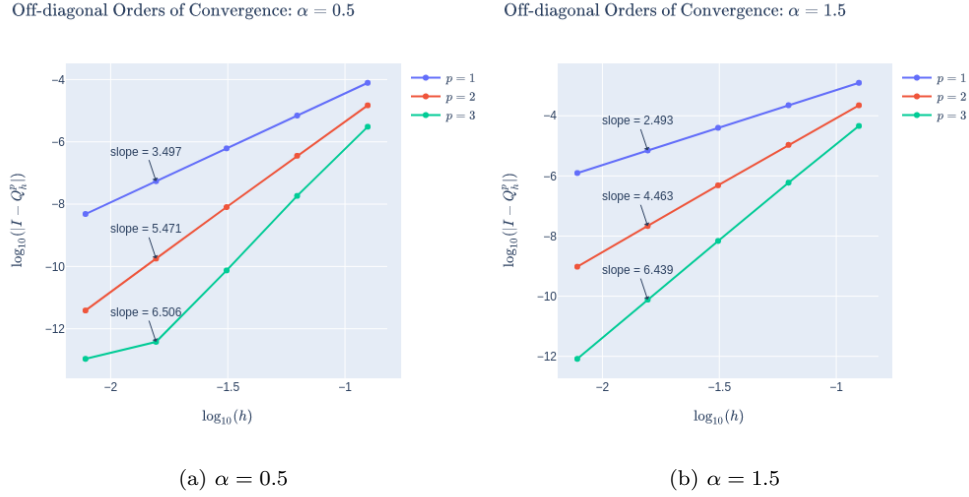 Off-diagonal Orders of Convergence: α = 0.5
−4
−6
−8
−10
−12
log₁₀(|I − Qₕᵖ|)
slope = 3.497
slope = 5.471
slope = 6.506
p = 1
p = 2
p = 3
−2
−1.5
−1
log₁₀(h)
(a) α = 0.5
Off-diagonal Orders of Convergence: α = 1.5
−4
−6
−8
−10
−12
log₁₀(|I − Qₕᵖ|)
slope = 2.493
slope = 4.463
slope = 6.439
p = 1
p = 2
p = 3
−2
−1.5
−1
log₁₀(h)
(b) α = 1.5